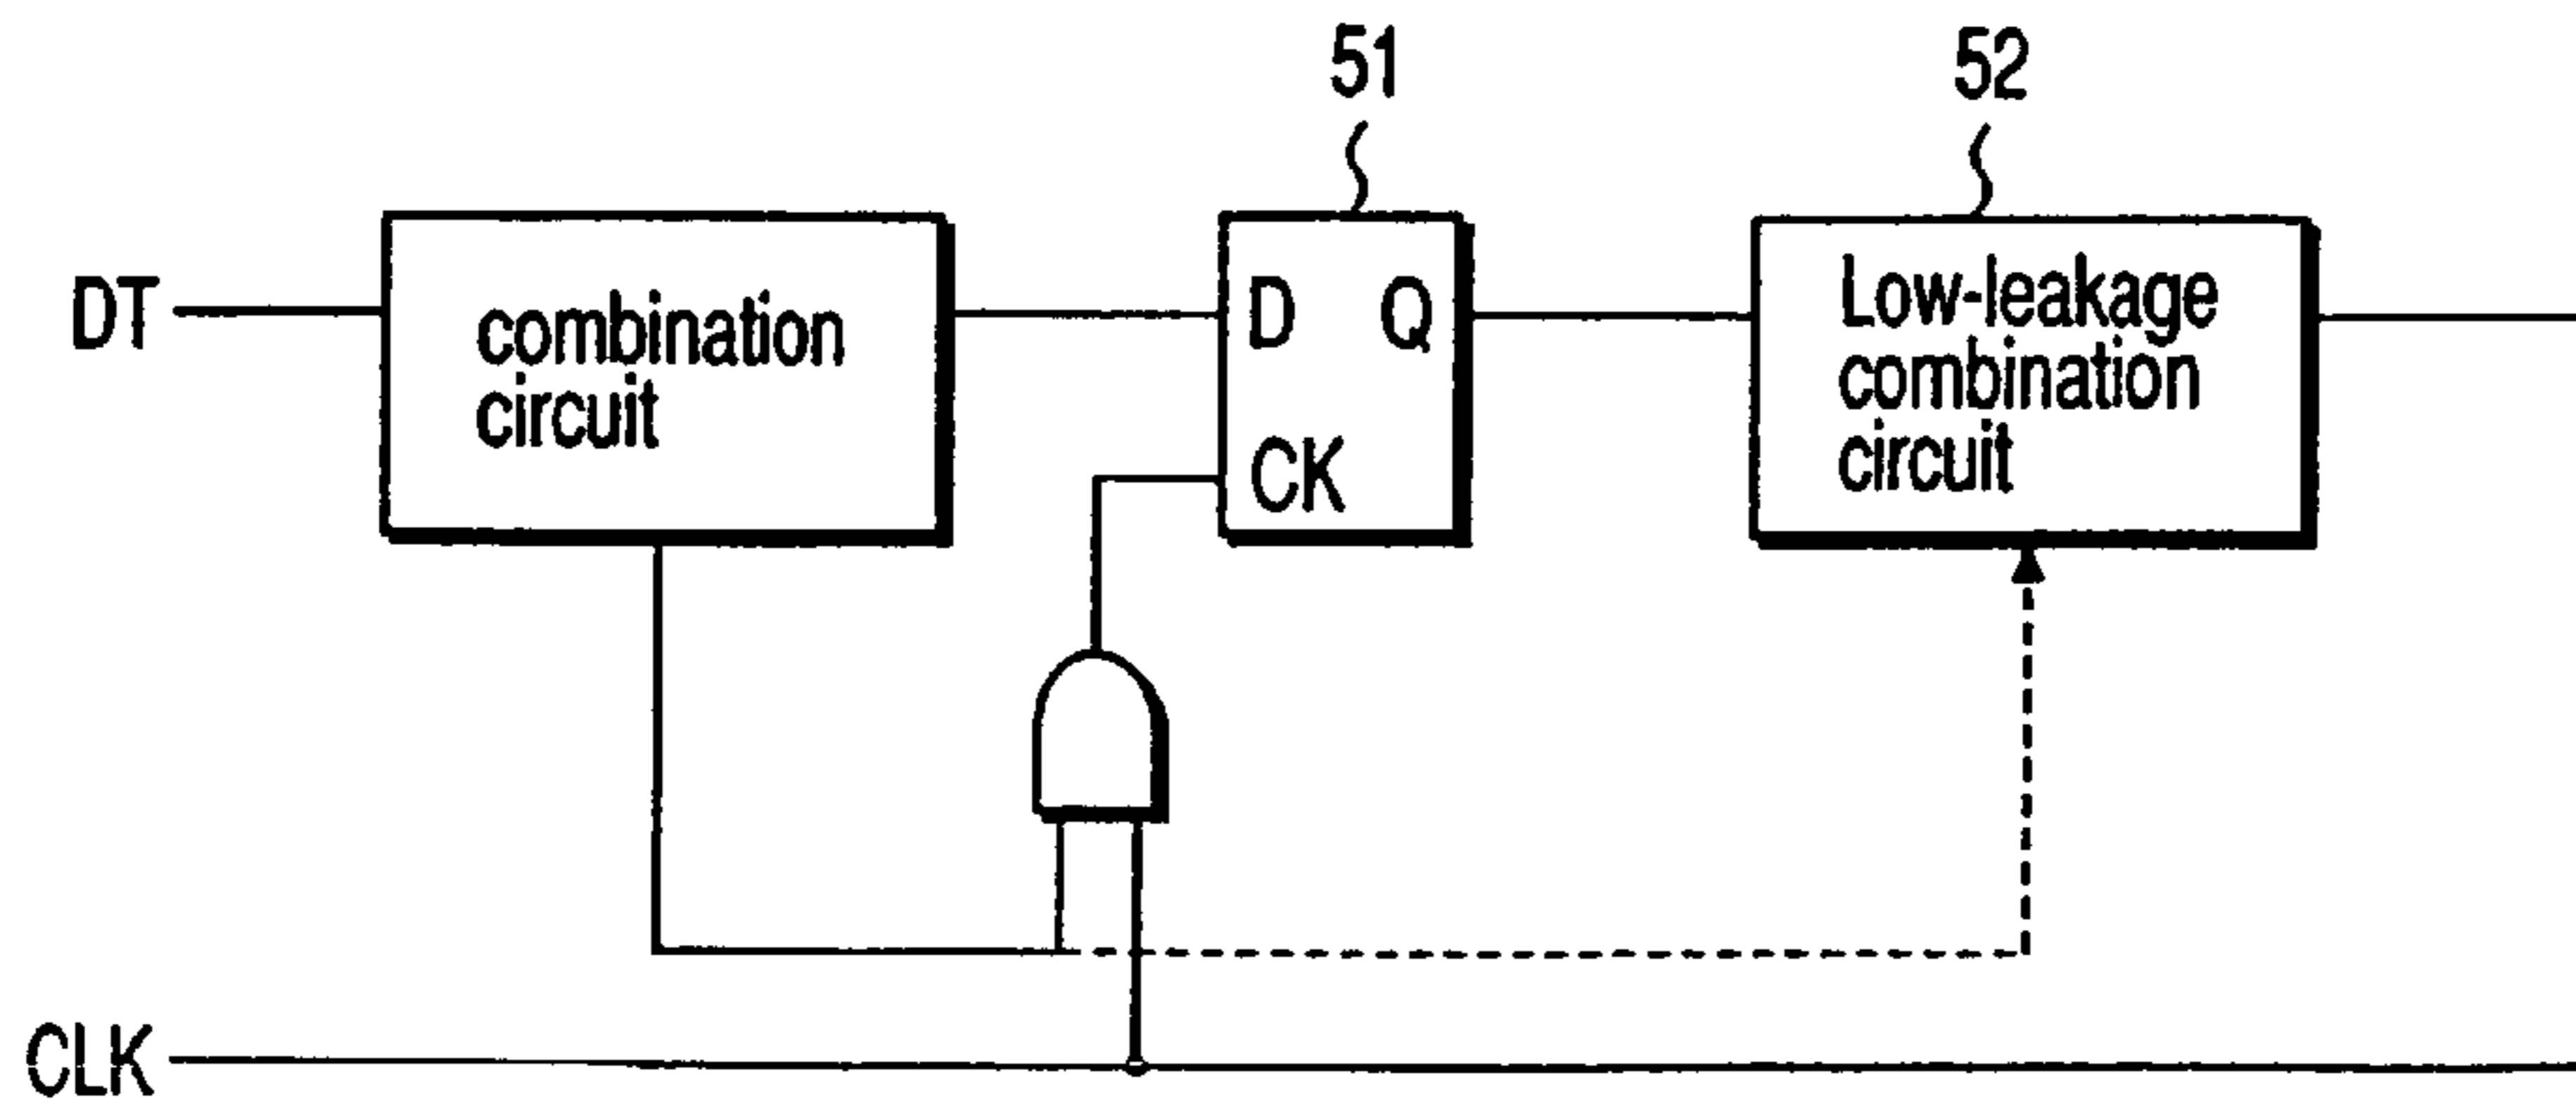 51
52
DT
combination
circuit
D Q
CK
Low-leakage
combination
circuit
CLK